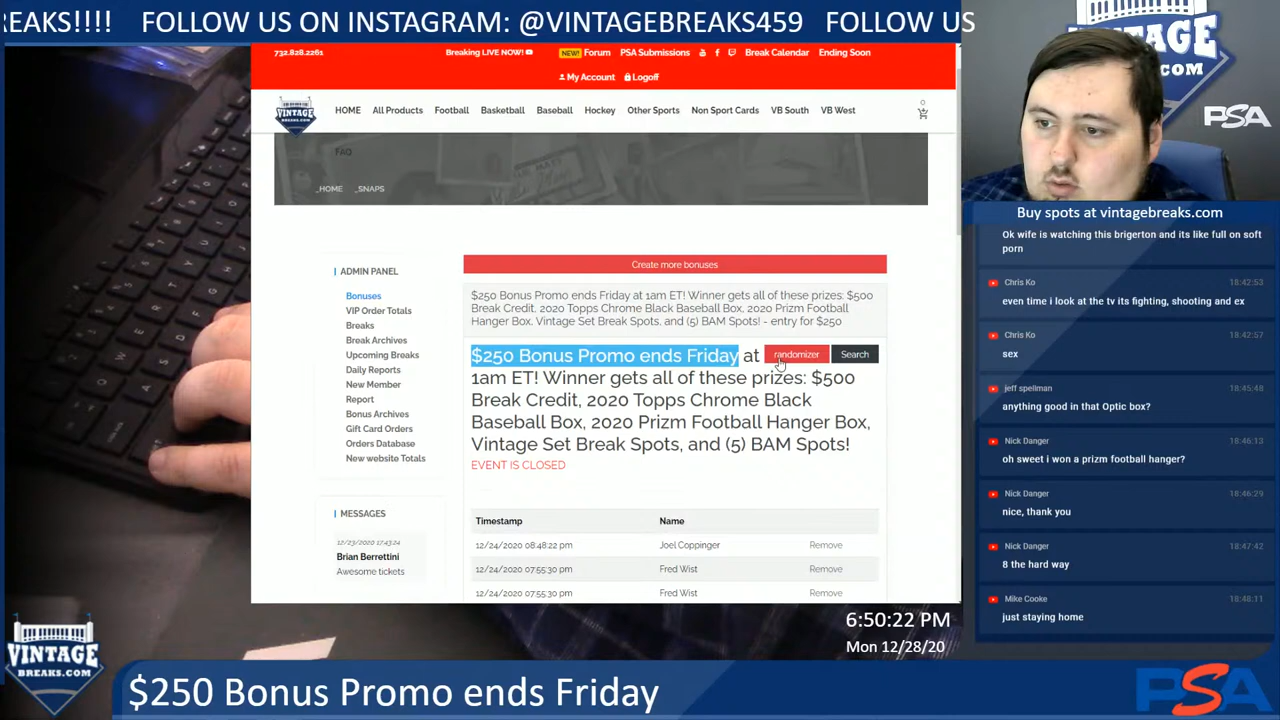 REAKS!!!! FOLLOW US ON INSTAGRAM: @VINTAGEBREAKS459 FOLLOW US
732.828.2261
Breaking LIVE NOW!
NEW! Forum PSA Submissions Break Calendar Ending Soon
My Account Logoff
VINTAGE
BREAKS.COM
HOME All Products Football Basketball Baseball Hockey Other Sports Non Sport Cards VB South VB West
0
FAQ
_HOME _SNAPS
ADMIN PANEL
Bonuses
VIP Order Totals
Breaks
Break Archives
Upcoming Breaks
Daily Reports
New Member
Report
Bonus Archives
Gift Card Orders
Orders Database
New website Totals
MESSAGES
12/23/2020 17:43:24
Brian Berrettini
Awesome tickets
Create more bonuses
$250 Bonus Promo ends Friday at 1am ET! Winner gets all of these prizes: $500
Break Credit, 2020 Topps Chrome Black Baseball Box, 2020 Prizm Football
Hanger Box, Vintage Set Break Spots, and (5) BAM Spots! - entry for $250
$250 Bonus Promo ends Friday at
randomizer Search
1am ET! Winner gets all of these prizes: $500
Break Credit, 2020 Topps Chrome Black
Baseball Box, 2020 Prizm Football Hanger Box,
Vintage Set Break Spots, and (5) BAM Spots!
EVENT IS CLOSED
Timestamp Name
12/24/2020 08:48:22 pm Joel Coppinger Remove
12/24/2020 07:55:30 pm Fred Wist Remove
12/24/2020 07:55:30 pm Fred Wist Remove
PSA
Buy spots at vintagebreaks.com
Ok wife is watching this brigerton and its like full on soft
porn
Chris Ko 18:42:53
even time i look at the tv its fighting, shooting and ex
Chris Ko 18:42:57
sex
jeff spellman 18:45:48
anything good in that Optic box?
Nick Danger 18:46:13
oh sweet i won a prizm football hanger?
Nick Danger 18:46:29
nice, thank you
Nick Danger 18:47:42
8 the hard way
Mike Cooke 18:48:11
just staying home
6:50:22 PM
Mon 12/28/20
VINTAGE
BREAKS.COM
$250 Bonus Promo ends Friday
PSA